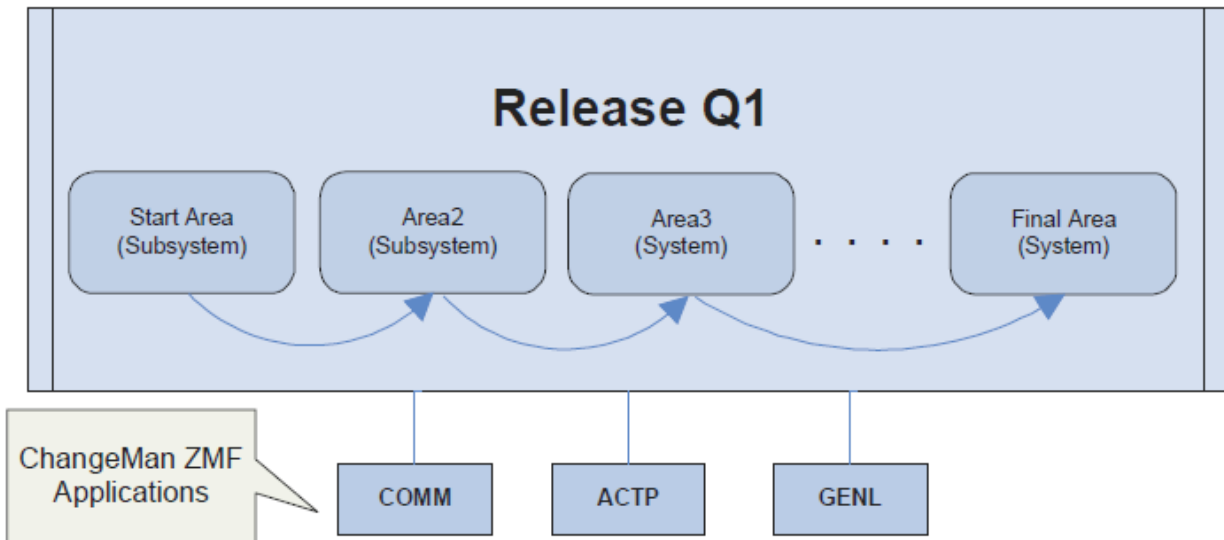 Release Q1
Start Area
(Subsystem)
Area2
(Subsystem)
Area3
(System)
. . . .
Final Area
(System)
ChangeMan ZMF
Applications
COMM
ACTP
GENL